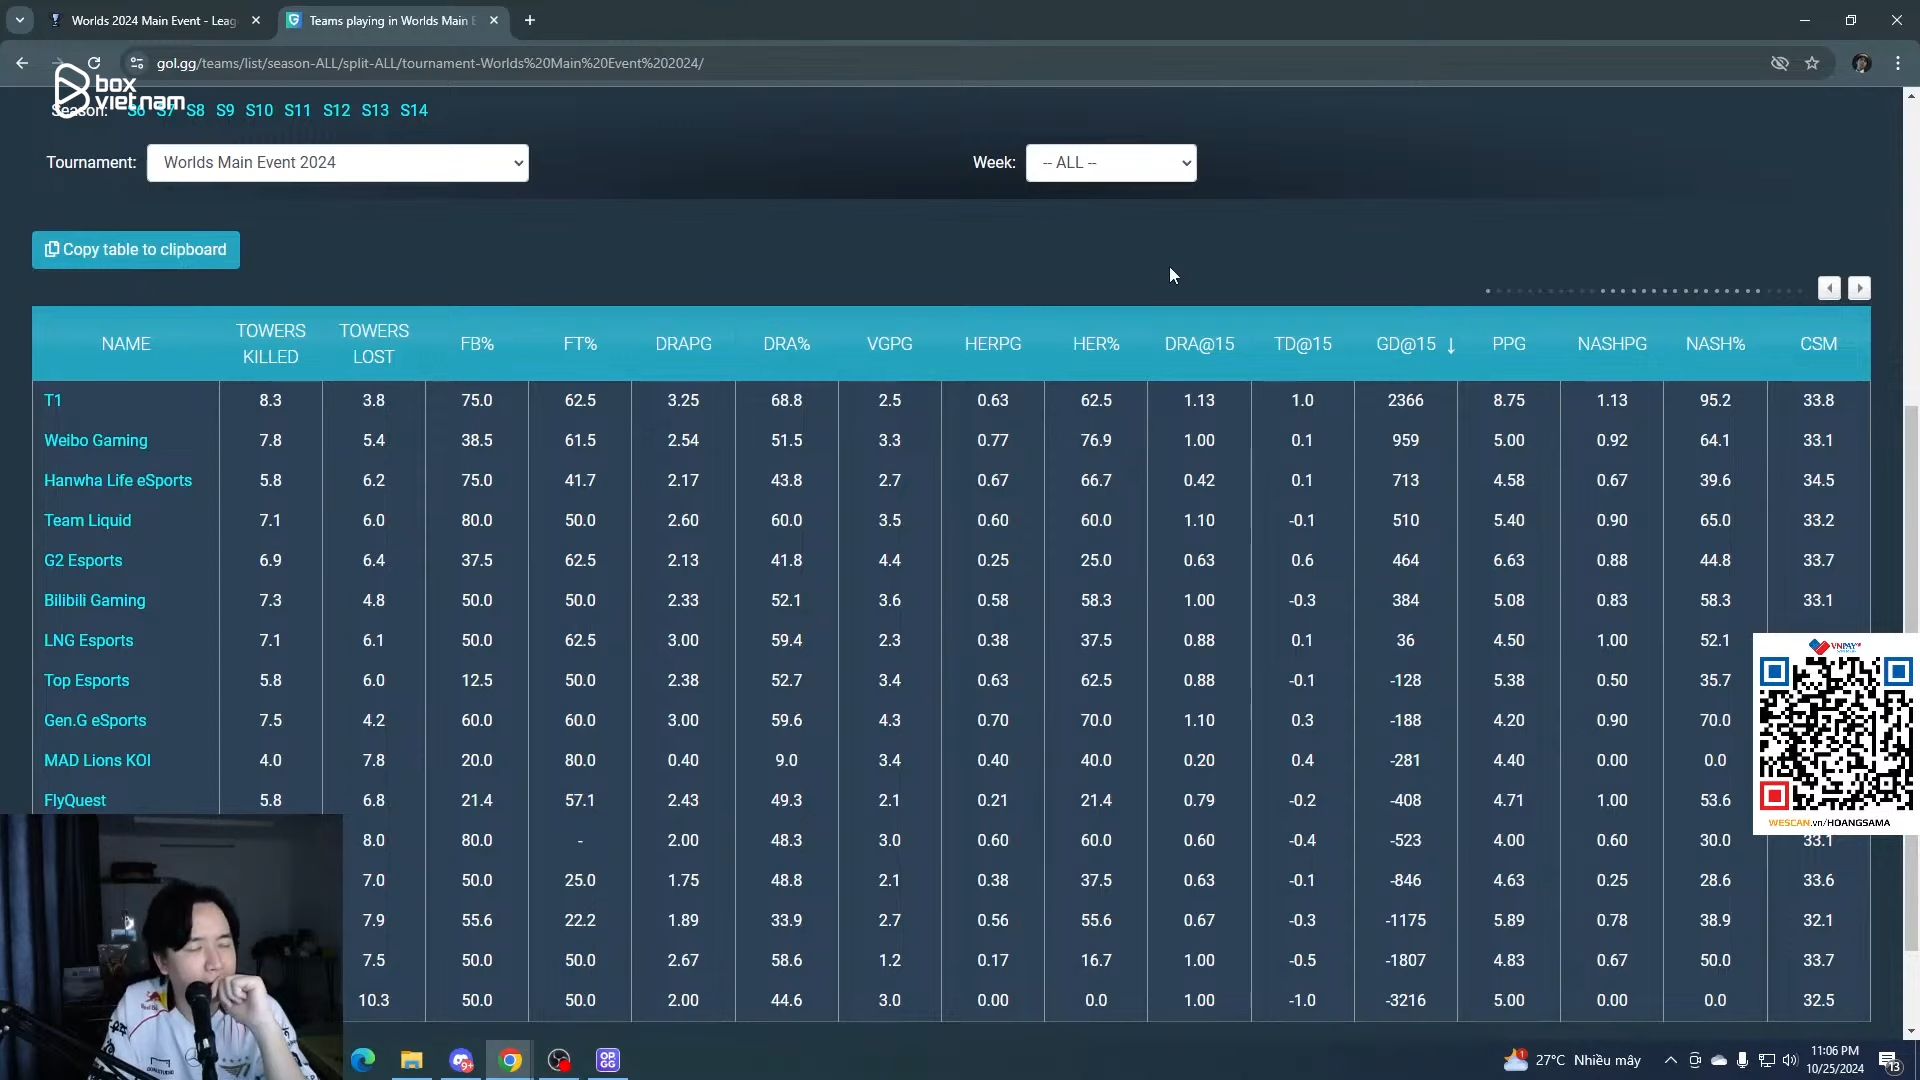 Worlds 2024 Main Event - Leag
Teams playing in Worlds Main E
gol.gg/teams/list/season-ALL/split-ALL/tournament-Worlds%20Main%20Event%202024/
box
vietnam
Season: S6 S7 S8 S9 S10 S11 S12 S13 S14
Tournament: Worlds Main Event 2024 Week: -- ALL --
Copy table to clipboard
NAME TOWERS KILLED TOWERS LOST FB% FT% DRAPG DRA% VGPG HERPG HER% DRA@15 TD@15 GD@15 ↓ PPG NASHPG NASH% CSM
T1 8.3 3.8 75.0 62.5 3.25 68.8 2.5 0.63 62.5 1.13 1.0 2366 8.75 1.13 95.2 33.8
Weibo Gaming 7.8 5.4 38.5 61.5 2.54 51.5 3.3 0.77 76.9 1.00 0.1 959 5.00 0.92 64.1 33.1
Hanwha Life eSports 5.8 6.2 75.0 41.7 2.17 43.8 2.7 0.67 66.7 0.42 0.1 713 4.58 0.67 39.6 34.5
Team Liquid 7.1 6.0 80.0 50.0 2.60 60.0 3.5 0.60 60.0 1.10 -0.1 510 5.40 0.90 65.0 33.2
G2 Esports 6.9 6.4 37.5 62.5 2.13 41.8 4.4 0.25 25.0 0.63 0.6 464 6.63 0.88 44.8 33.7
Bilibili Gaming 7.3 4.8 50.0 50.0 2.33 52.1 3.6 0.58 58.3 1.00 -0.3 384 5.08 0.83 58.3 33.1
LNG Esports 7.1 6.1 50.0 62.5 3.00 59.4 2.3 0.38 37.5 0.88 0.1 36 4.50 1.00 52.1
Top Esports 5.8 6.0 12.5 50.0 2.38 52.7 3.4 0.63 62.5 0.88 -0.1 -128 5.38 0.50 35.7
Gen.G eSports 7.5 4.2 60.0 60.0 3.00 59.6 4.3 0.70 70.0 1.10 0.3 -188 4.20 0.90 70.0
MAD Lions KOI 4.0 7.8 20.0 80.0 0.40 9.0 3.4 0.40 40.0 0.20 0.4 -281 4.40 0.00 0.0
FlyQuest 5.8 6.8 21.4 57.1 2.43 49.3 2.1 0.21 21.4 0.79 -0.2 -408 4.71 1.00 53.6
8.0 80.0 - 2.00 48.3 3.0 0.60 60.0 0.60 -0.4 -523 4.00 0.60 30.0 33.1
7.0 50.0 25.0 1.75 48.8 2.1 0.38 37.5 0.63 -0.1 -846 4.63 0.25 28.6 33.6
7.9 55.6 22.2 1.89 33.9 2.7 0.56 55.6 0.67 -0.3 -1175 5.89 0.78 38.9 32.1
7.5 50.0 50.0 2.67 58.6 1.2 0.17 16.7 1.00 -0.5 -1807 4.83 0.67 50.0 33.7
10.3 50.0 50.0 2.00 44.6 3.0 0.00 0.0 1.00 -1.0 -3216 5.00 0.00 0.0 32.5
VNPAY
WESCAN.vn/HOANGSAMA
9+
OP
GG
1
27°C Nhiều mây
11:06 PM
10/25/2024
13